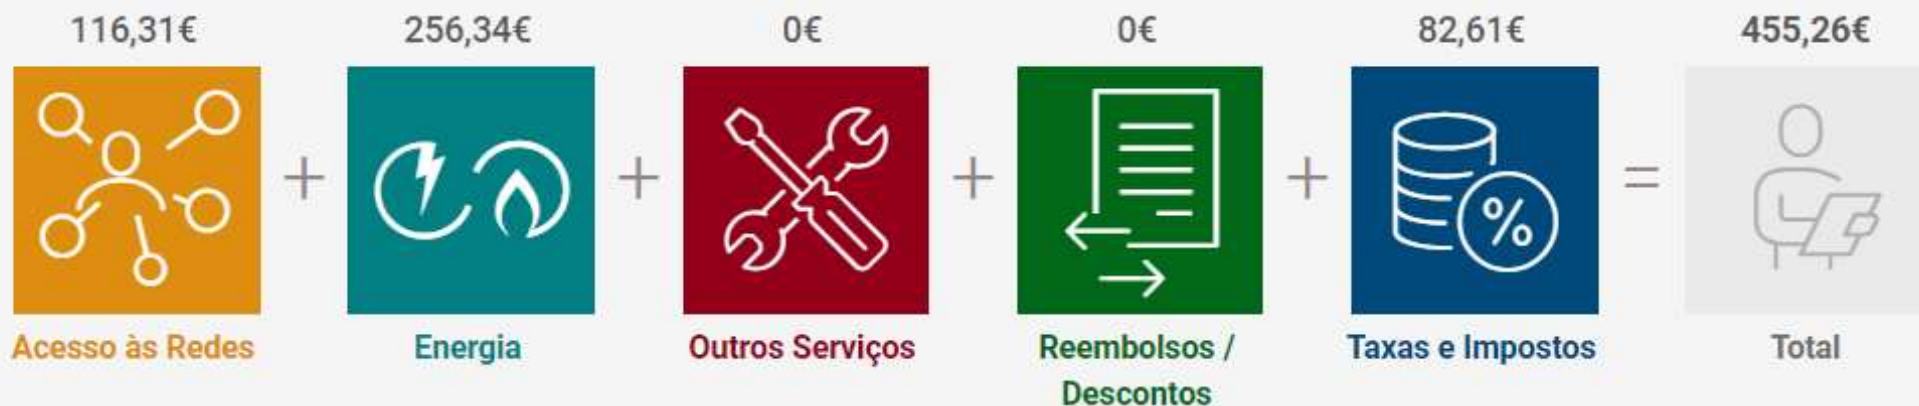 116,31€
256,34€
0€
0€
82,61€
455,26€
+
+
+
+
%
=
Acesso às Redes
Energia
Outros Serviços
Reembolsos /
Descontos
Taxas e Impostos
Total